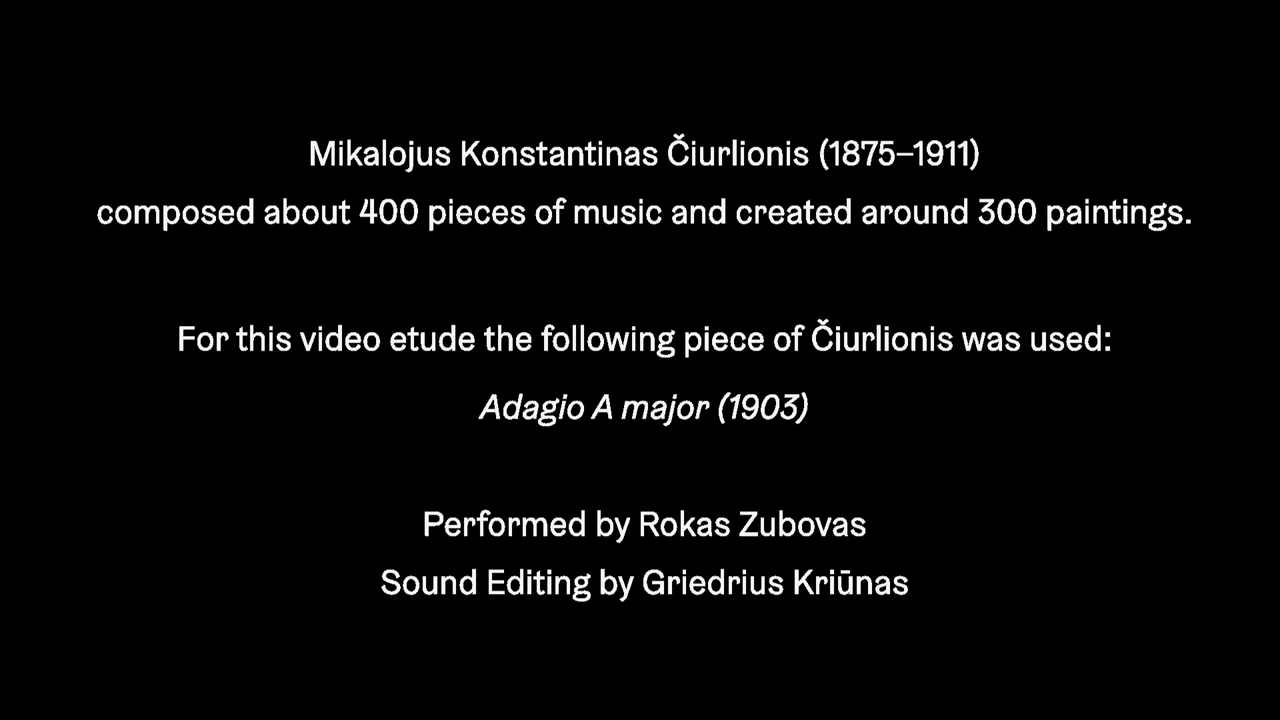 Mikalojus Konstantinas Čiurlionis (1875–1911)
composed about 400 pieces of music and created around 300 paintings.
For this video etude the following piece of Čiurlionis was used:
Adagio A major (1903)
Performed by Rokas Zubovas
Sound Editing by Griedrius Kriūnas